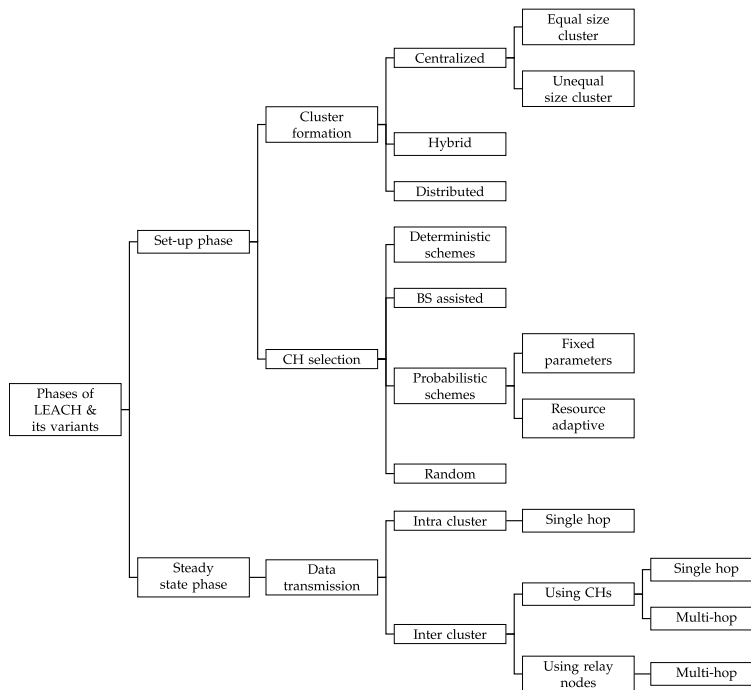 Equal size
cluster
Centralized
Unequal
size cluster
Cluster
formation
Hybrid
Distributed
Set-up phase
Deterministic
schemes
BS assisted
Fixed
parameters
CH selection
Probabilistic
schemes
Phases of
LEACH &
its variants
Resource
adaptive
Random
Intra cluster
Single hop
Steady
state phase
Data
transmission
Single hop
Using CHs
Multi-hop
Inter cluster
Using relay
nodes
Multi-hop